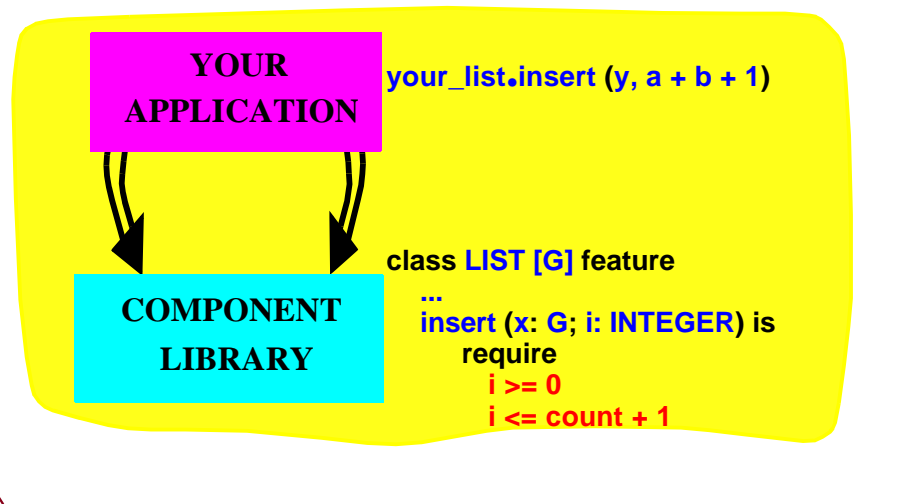 YOUR
APPLICATION
your_list.insert (y, a + b + 1)
COMPONENT
LIBRARY
class LIST [G] feature
...
insert (x: G; i: INTEGER) is
require
i >= 0
i <= count + 1